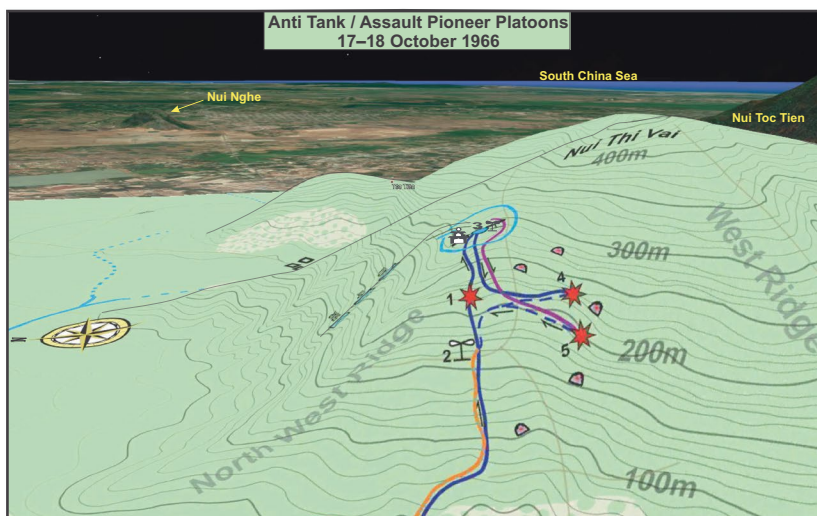 Anti Tank / Assault Pioneer Platoons
17–18 October 1966
South China Sea
Nui Nghe
Nui Toc Tien
Nui Thi Vai
400m
West Ridge
3
300m
4
1
5
2
200m
North West Ridge
100m
N